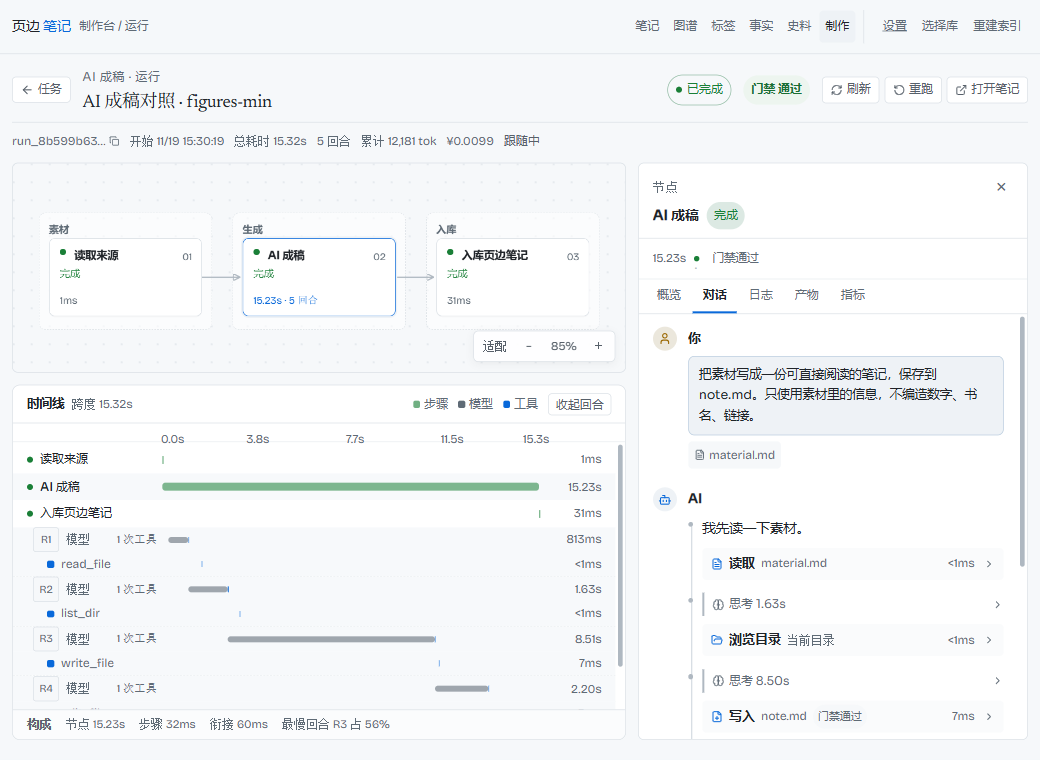 页边 笔记 制作台 / 运行
笔记 图谱 标签 事实 史料 制作 设置 选择库 重建索引
← 任务
AI 成稿 · 运行
AI 成稿对照 · figures-min
已完成 门禁 通过 刷新 重跑 打开笔记
run_8b599b63... 开始 11/19 15:30:19 总耗时 15.32s 5 回合 累计 12,181 tok ¥0.0099 跟随中
素材
读取来源 01
完成
1ms
生成
AI 成稿 02
完成
15.23s · 5 回合
入库
入库页边笔记 03
完成
31ms
适配 - 85% +
时间线 跨度 15.32s 步骤 模型 工具 收起回合
0.0s 3.8s 7.7s 11.5s 15.3s
读取来源 1ms
AI 成稿 15.23s
入库页边笔记 31ms
R1 模型 1 次工具 813ms
read_file <1ms
R2 模型 1 次工具 1.63s
list_dir <1ms
R3 模型 1 次工具 8.51s
write_file 7ms
R4 模型 1 次工具 2.20s
构成 节点 15.23s 步骤 32ms 衔接 60ms 最慢回合 R3 占 56%
节点 ×
AI 成稿 完成
15.23s 门禁通过
概览 对话 日志 产物 指标
你
把素材写成一份可直接阅读的笔记，保存到
note.md。只使用素材里的信息，不编造数字、书
名、链接。
material.md
AI
我先读一下素材。
读取 material.md <1ms
思考 1.63s
浏览目录 当前目录 <1ms
思考 8.50s
写入 note.md 门禁通过 7ms